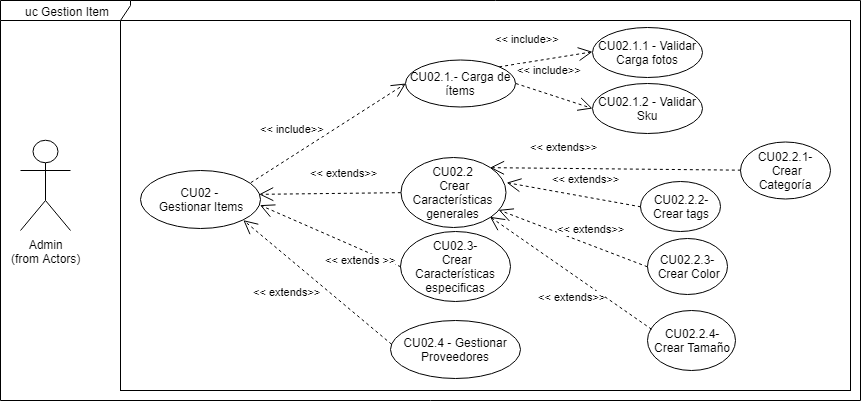 uc Gestion Item
<< include>>
CU02.1.1 - Validar
Carga fotos
CU02.1.- Carga de
ítems
<< include>>
CU02.1.2 - Validar
Sku
<< include>>
<< extends>>
CU02.2.1-
Crear
Categoría
CU02 -
Gestionar Items
<< extends>>
CU02.2
Crear
Características
generales
<< extends>>
CU02.2.2-
Crear tags
Admin
(from Actors)
<< extends >>
CU02.3-
Crear
Características
especificas
<< extends>>
CU02.2.3-
Crear Color
<< extends>>
<< extends>>
CU02.4 - Gestionar
Proveedores
CU02.2.4-
Crear Tamaño